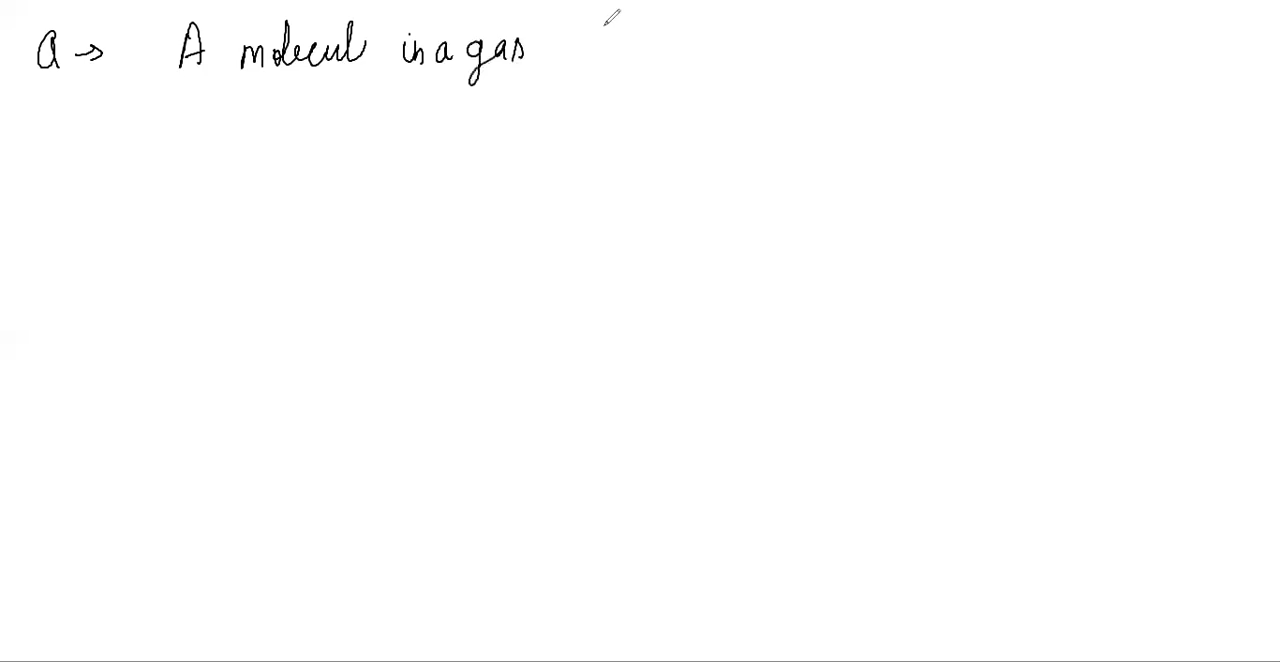 Q → A molecul in a gas